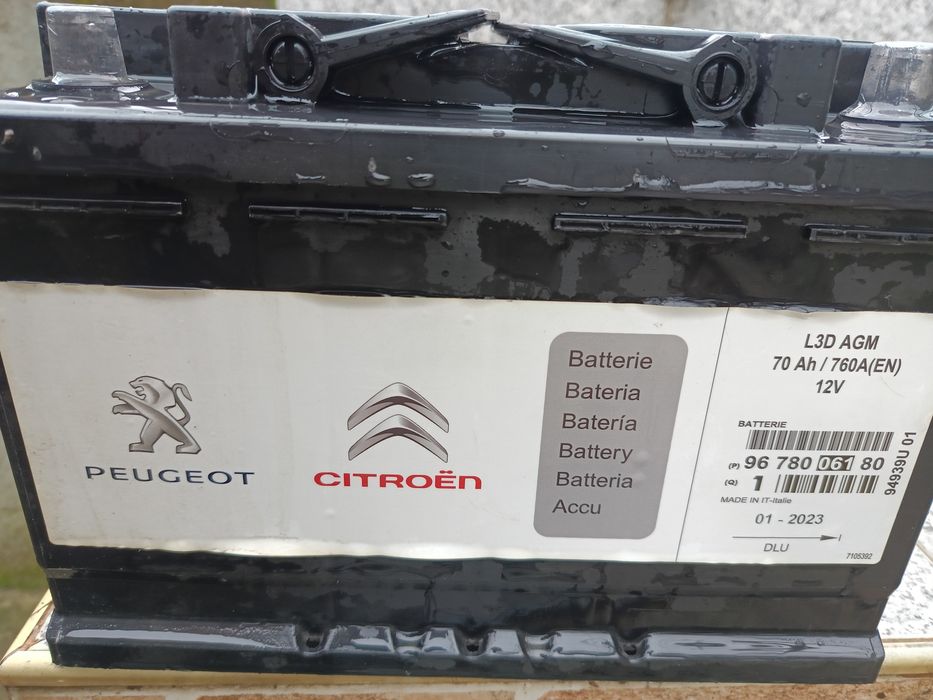 PEUGEOT
CITROËN
Batterie
Bateria
Batería
Battery
Batteria
Accu
L3D AGM
70 Ah / 760A(EN)
12V
BATTERIE
(P) 96 780 061 80
(Q) 1
MADE IN IT-Italie
01 - 2023
DLU
7105392
94939U 01